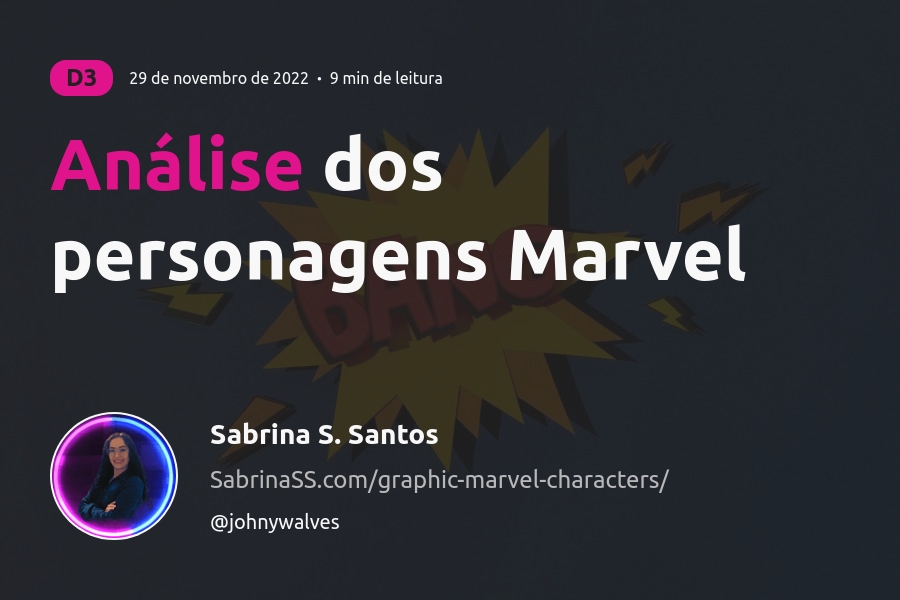 D3 29 de novembro de 2022 • 9 min de leitura
Análise dos
personagens Marvel
BANG
Sabrina S. Santos
SabrinaSS.com/graphic-marvel-characters/
@johnywalves